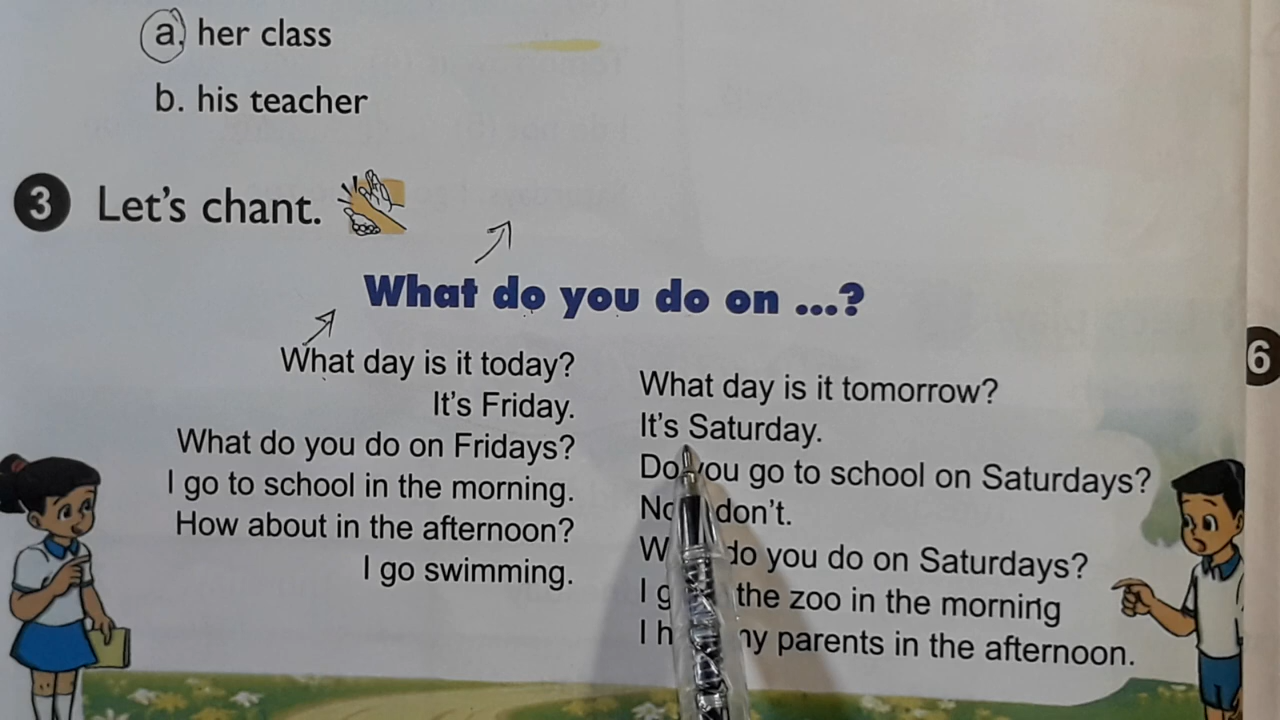 a. her class
b. his teacher
3 Let's chant.
What do you do on ...?
What day is it today?
It's Friday.
What do you do on Fridays?
I go to school in the morning.
How about in the afternoon?
I go swimming.
What day is it tomorrow?
It's Saturday.
Do you go to school on Saturdays?
No don't.
do you do on Saturdays?
I the zoo in the morning
I parents in the afternoon.
6